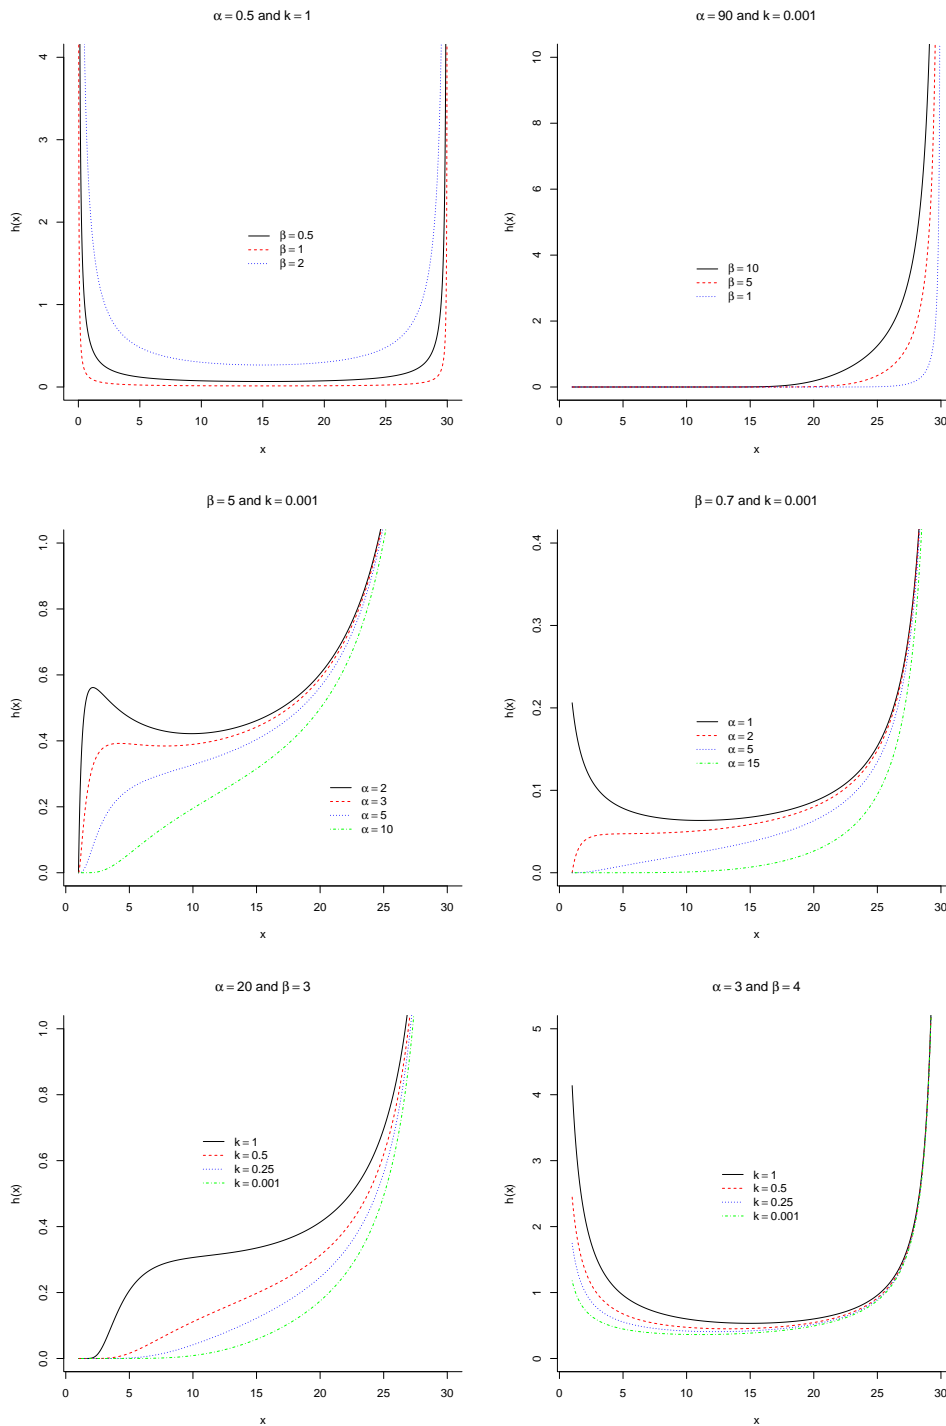 α = 0.5 and k = 1
h(x)
4
3
2
1
0
0 5 10 15 20 25 30
x
β = 0.5
β = 1
β = 2
α = 90 and k = 0.001
h(x)
10
8
6
4
2
0
0 5 10 15 20 25 30
x
β = 10
β = 5
β = 1
β = 5 and k = 0.001
h(x)
1.0
0.8
0.6
0.4
0.2
0.0
0 5 10 15 20 25 30
x
α = 2
α = 3
α = 5
α = 10
β = 0.7 and k = 0.001
h(x)
0.4
0.3
0.2
0.1
0.0
0 5 10 15 20 25 30
x
α = 1
α = 2
α = 5
α = 15
α = 20 and β = 3
h(x)
1.0
0.8
0.6
0.4
0.2
0.0
0 5 10 15 20 25 30
x
k = 1
k = 0.5
k = 0.25
k = 0.001
α = 3 and β = 4
h(x)
5
4
3
2
1
0
0 5 10 15 20 25 30
x
k = 1
k = 0.5
k = 0.25
k = 0.001